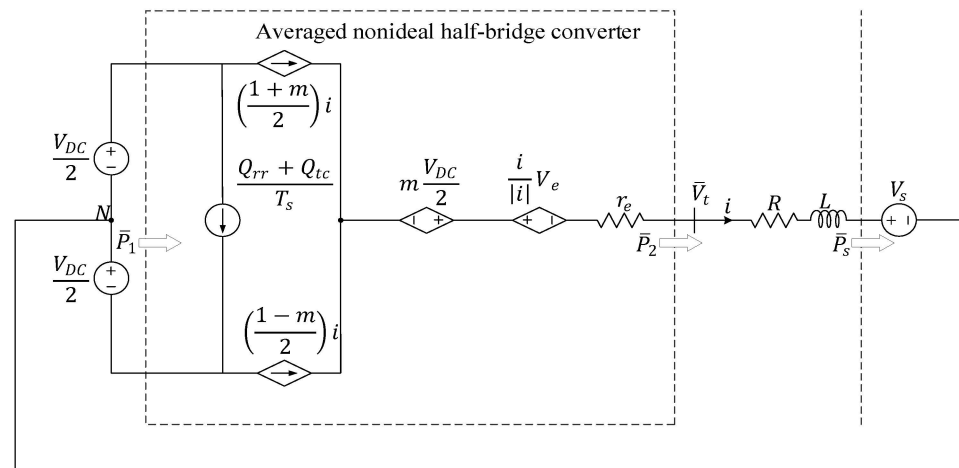 Averaged nonideal half-bridge converter
(1 + m / 2) i
V_DC / 2
+
−
Q_rr + Q_tc / T_s
m V_DC / 2
i / |i| V_e
r_e
V̄_t
i
R
L
V_s
N
P̄_1
− +
+ −
P̄_2
P̄_s
+ −
V_DC / 2
+
−
(1 − m / 2) i